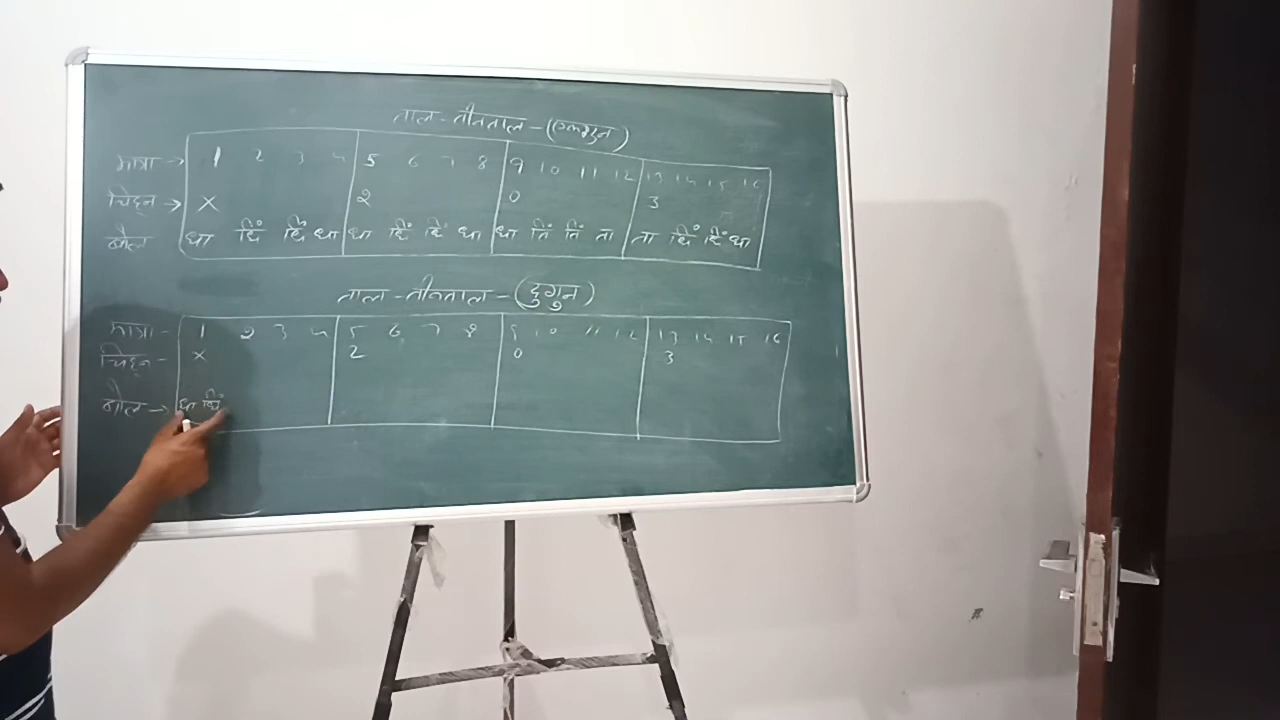 ताल-तीनताल-(एकगुन)
मात्रा→ 1 2 3 4 5 6 7 8 9 10 11 12 13 14 15 16
चिह्न→ X 2 0 3
बोल धा धिं धिं धा धा धिं धिं धा धा तिं तिं ता ता धिं धिं धा
ताल-तीनताल-(दुगुन)
मात्रा- 1 2 3 4 5 6 7 8 9 10 11 12 13 14 15 16
चिह्न- X 2 0 3
बोल→ धा धिं